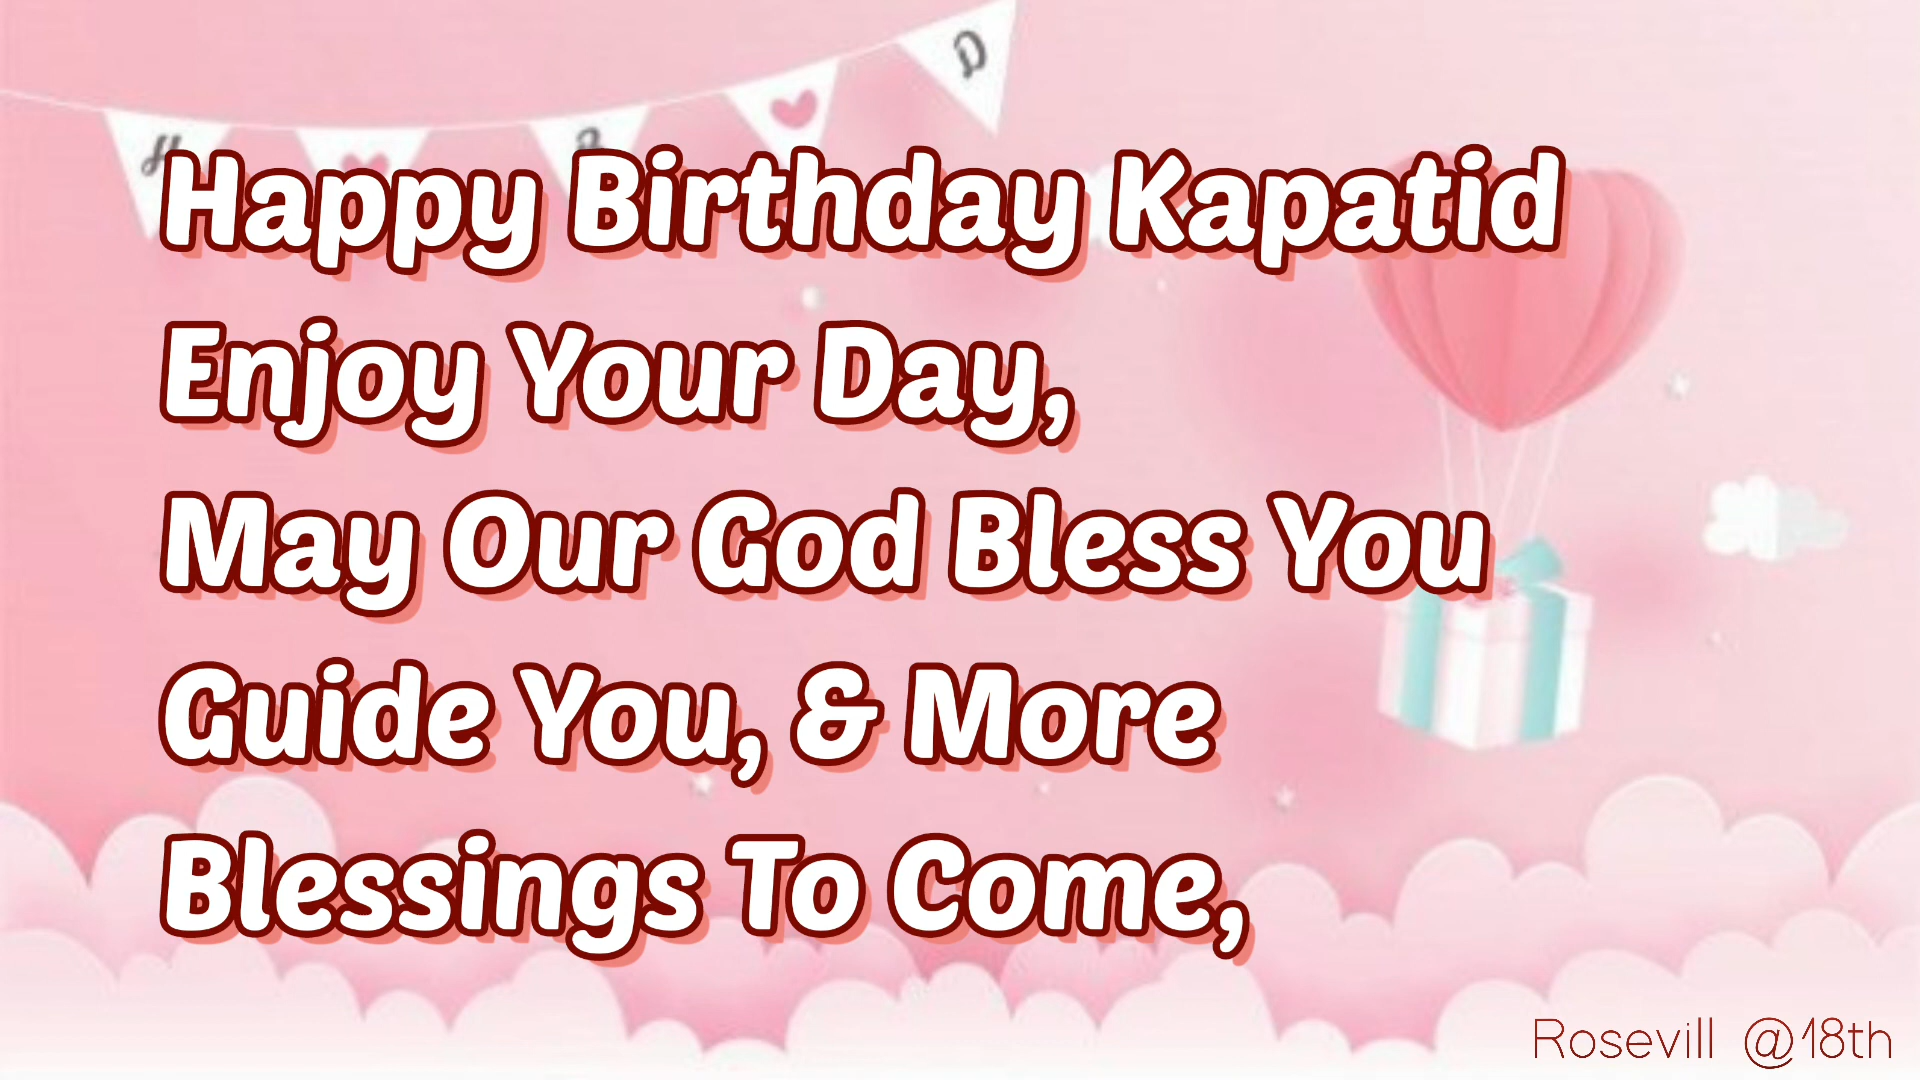 H B D
Happy Birthday Kapatid
Enjoy Your Day,
May Our God Bless You
Guide You, & More
Blessings To Come,
Rosevill @18th